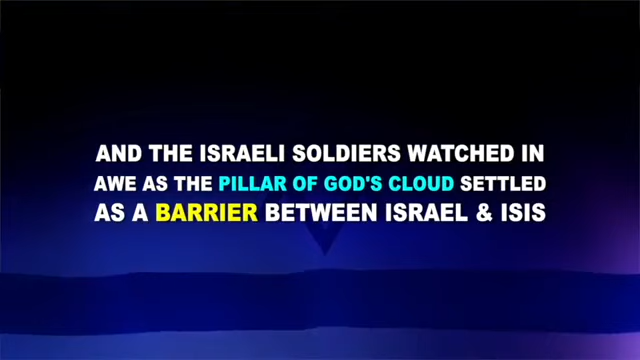 AND THE ISRAELI SOLDIERS WATCHED IN
AWE AS THE PILLAR OF GOD'S CLOUD SETTLED
AS A BARRIER BETWEEN ISRAEL & ISIS